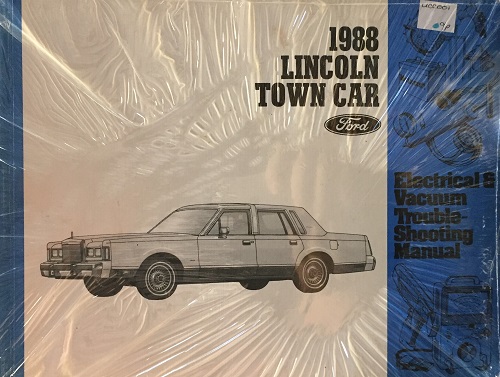 1988
LINCOLN
TOWN CAR
Ford
Electrical &
Vacuum
Trouble-
Shooting
Manual